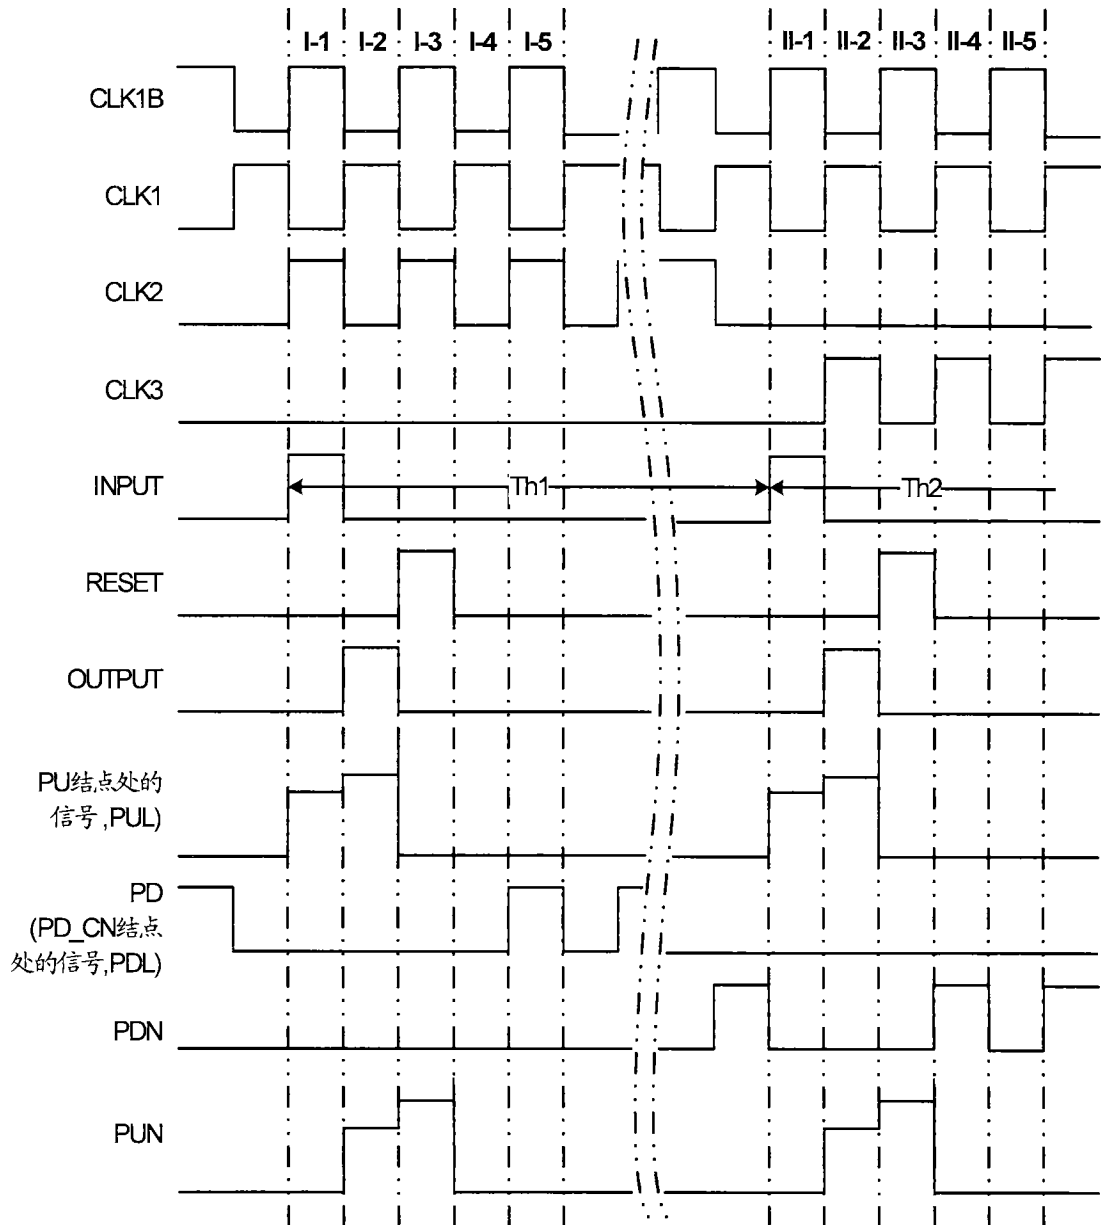 I-1 I-2 I-3 I-4 I-5 II-1 II-2 II-3 II-4 II-5
CLK1B
CLK1
CLK2
CLK3
INPUT
Th1 Th2
RESET
OUTPUT
PU结点处的
信号,PUL)
PD
(PD_CN结点
处的信号,PDL)
PDN
PUN